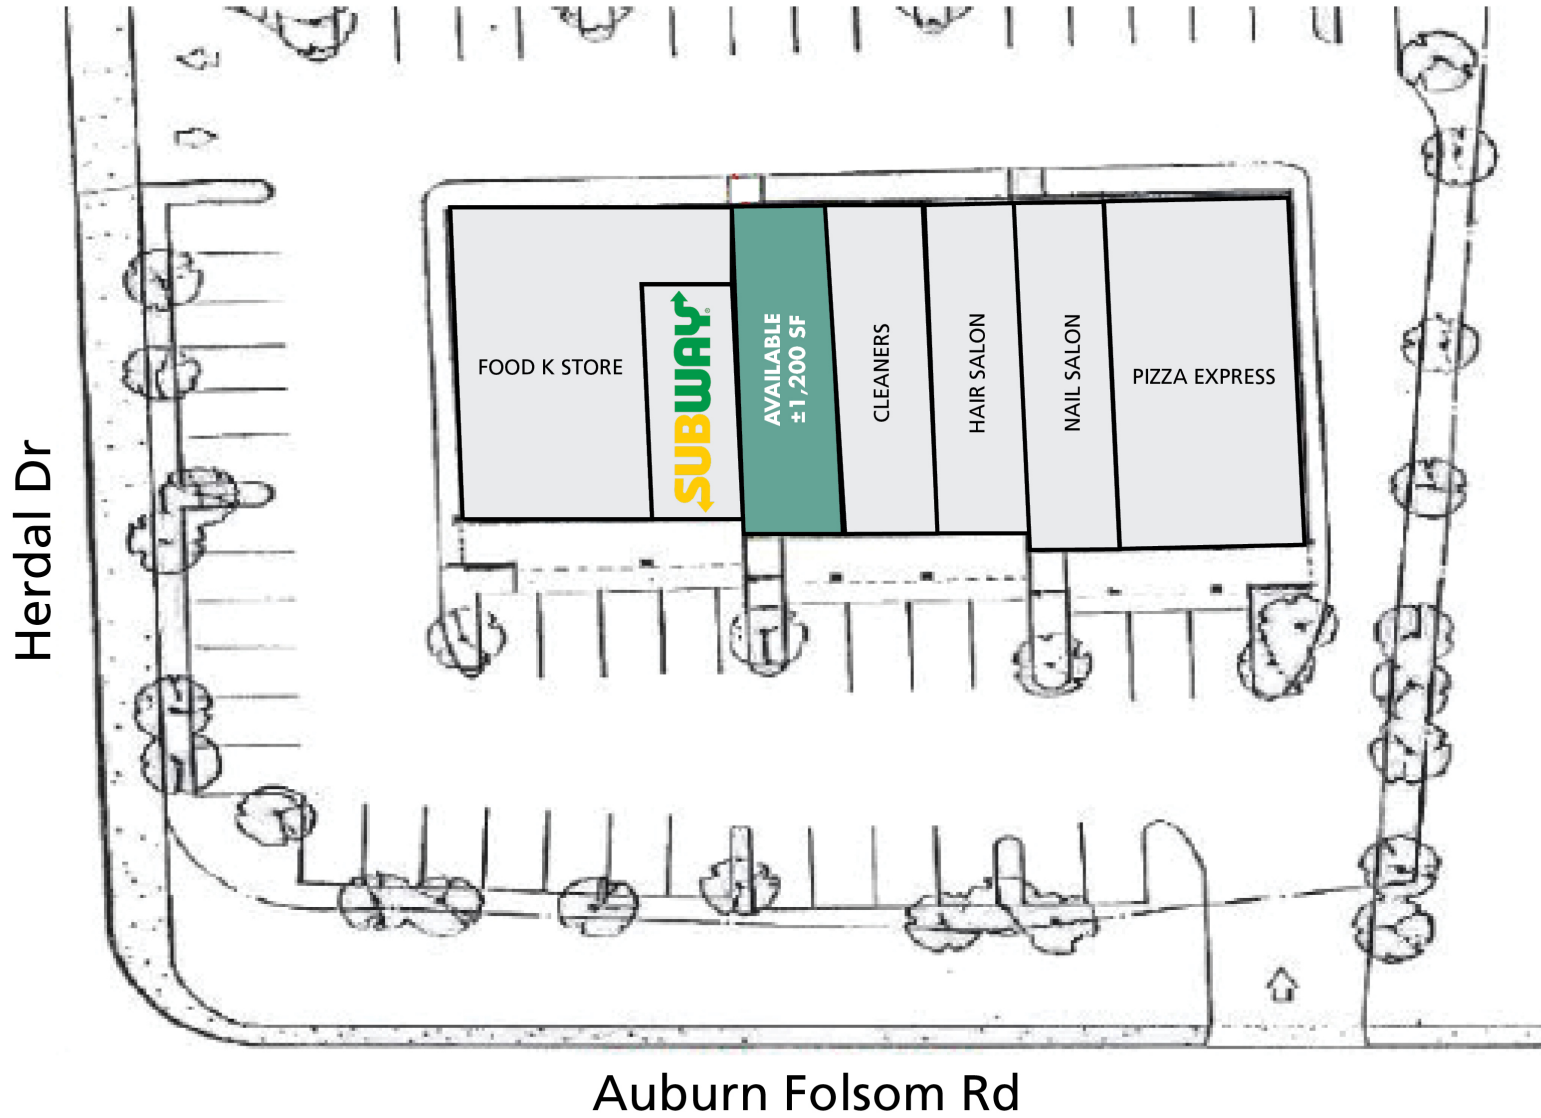 FOOD K STORE
SUBWAY®
AVAILABLE
±1,200 SF
CLEANERS
HAIR SALON
NAIL SALON
PIZZA EXPRESS
Herdal Dr
Auburn Folsom Rd